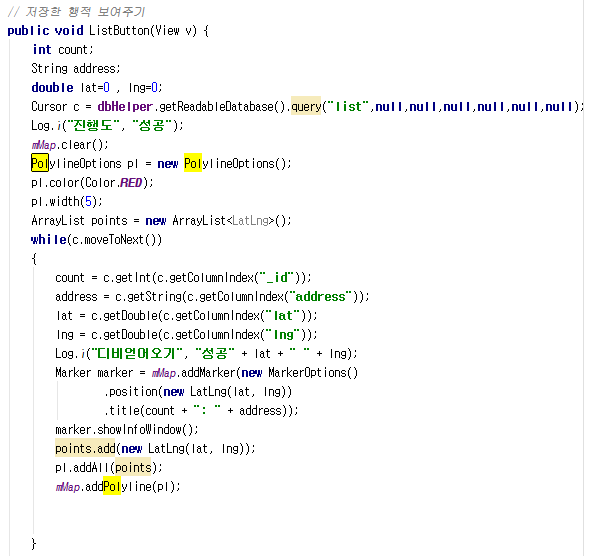 // 저장한 행적 보여주기
public void ListButton(View v) {
int count;
String address;
double lat=0 , lng=0;
Cursor c = dbHelper.getReadableDatabase().query("list",null,null,null,null,null,null);
Log.i("진행도", "성공");
mMap.clear();
PolylineOptions pl = new PolylineOptions();
pl.color(Color.RED);
pl.width(5);
ArrayList points = new ArrayList<LatLng>();
while(c.moveToNext())
{
count = c.getInt(c.getColumnIndex("_id"));
address = c.getString(c.getColumnIndex("address"));
lat = c.getDouble(c.getColumnIndex("lat"));
lng = c.getDouble(c.getColumnIndex("lng"));
Log.i("디비얻어오기", "성공" + lat + " " + lng);
Marker marker = mMap.addMarker(new MarkerOptions()
.position(new LatLng(lat, lng))
.title(count + ": " + address));
marker.showInfoWindow();
points.add(new LatLng(lat, lng));
pl.addAll(points);
mMap.addPolyline(pl);
}